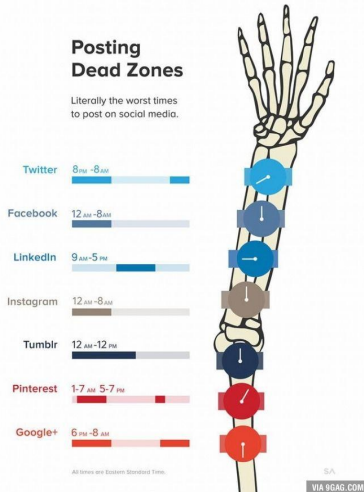 Posting
Dead Zones
Literally the worst times
to post on social media.
Twitter 8 PM -8 AM
Facebook 12 AM -8 AM
LinkedIn 9 AM -5 PM
Instagram 12 AM -8 AM
Tumblr 12 AM -12 PM
Pinterest 1-7 AM 5-7 PM
Google+ 6 PM -8 AM
All times are Eastern Standard Time.
SA
VIA 9GAG.COM